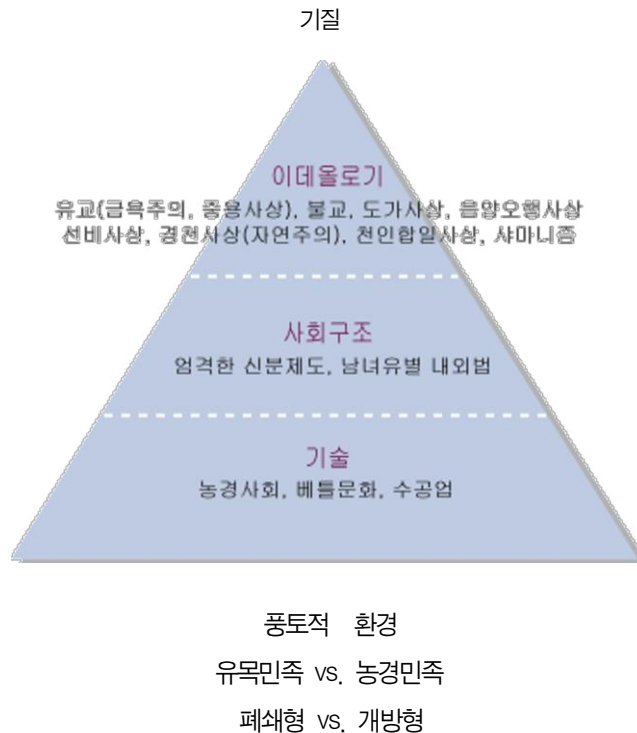 기질
이데올로기
유교(금욕주의, 중용사상), 불교, 도가사상, 음양오행사상
선비사상, 경천사상(자연주의), 천인합일사상, 샤마니즘
사회구조
엄격한 신분제도, 남녀유별 내외법
기술
농경사회, 베틀문화, 수공업
풍토적 환경
유목민족 vs. 농경민족
폐쇄형 vs. 개방형